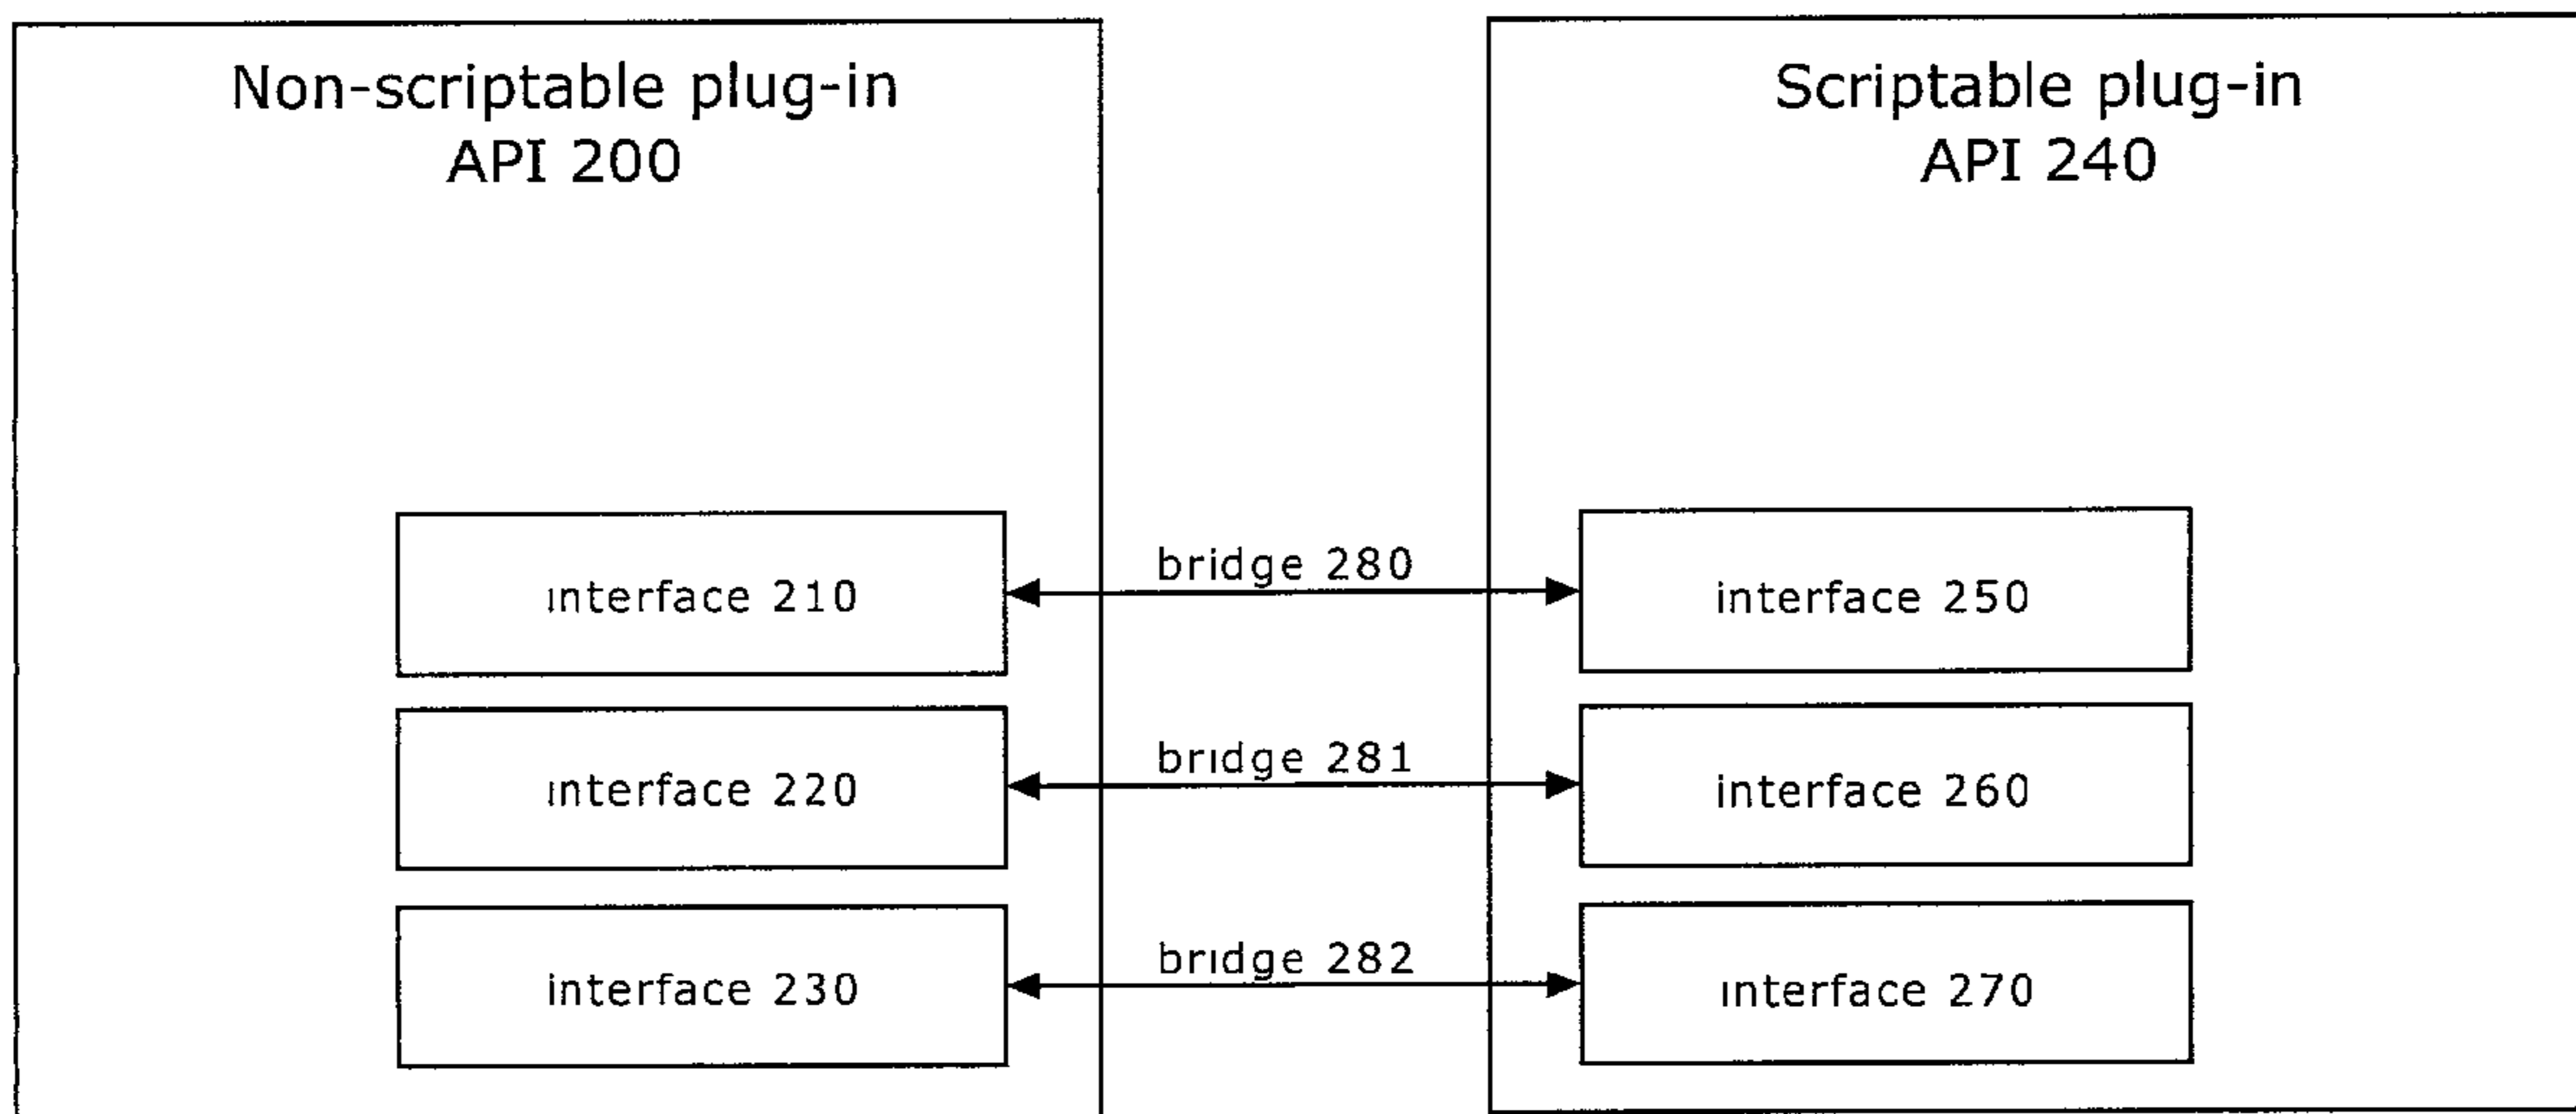 Non-scriptable plug-in
API 200
Scriptable plug-in
API 240
bridge 280
interface 210
interface 250
bridge 281
interface 220
interface 260
bridge 282
interface 230
interface 270